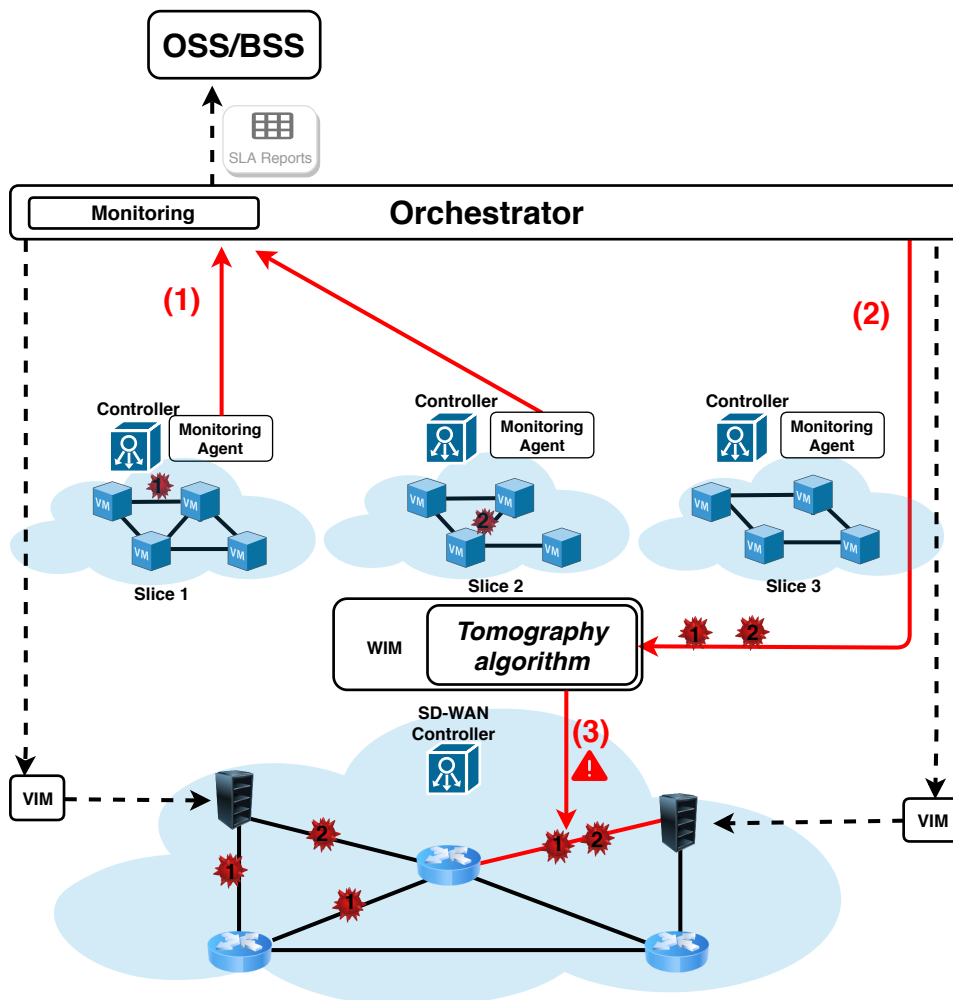 OSS/BSS
SLA Reports
Monitoring
Orchestrator
(1)
(2)
Controller
Monitoring
Agent
Controller
Monitoring
Agent
Controller
Monitoring
Agent
1
VM
VM
VM
VM
Slice 1
2
VM
VM
VM
VM
Slice 2
VM
VM
VM
VM
Slice 3
WIM
Tomography
algorithm
1
2
SD-WAN
Controller
(3)
!
VIM
VIM
2
1
2
1
1